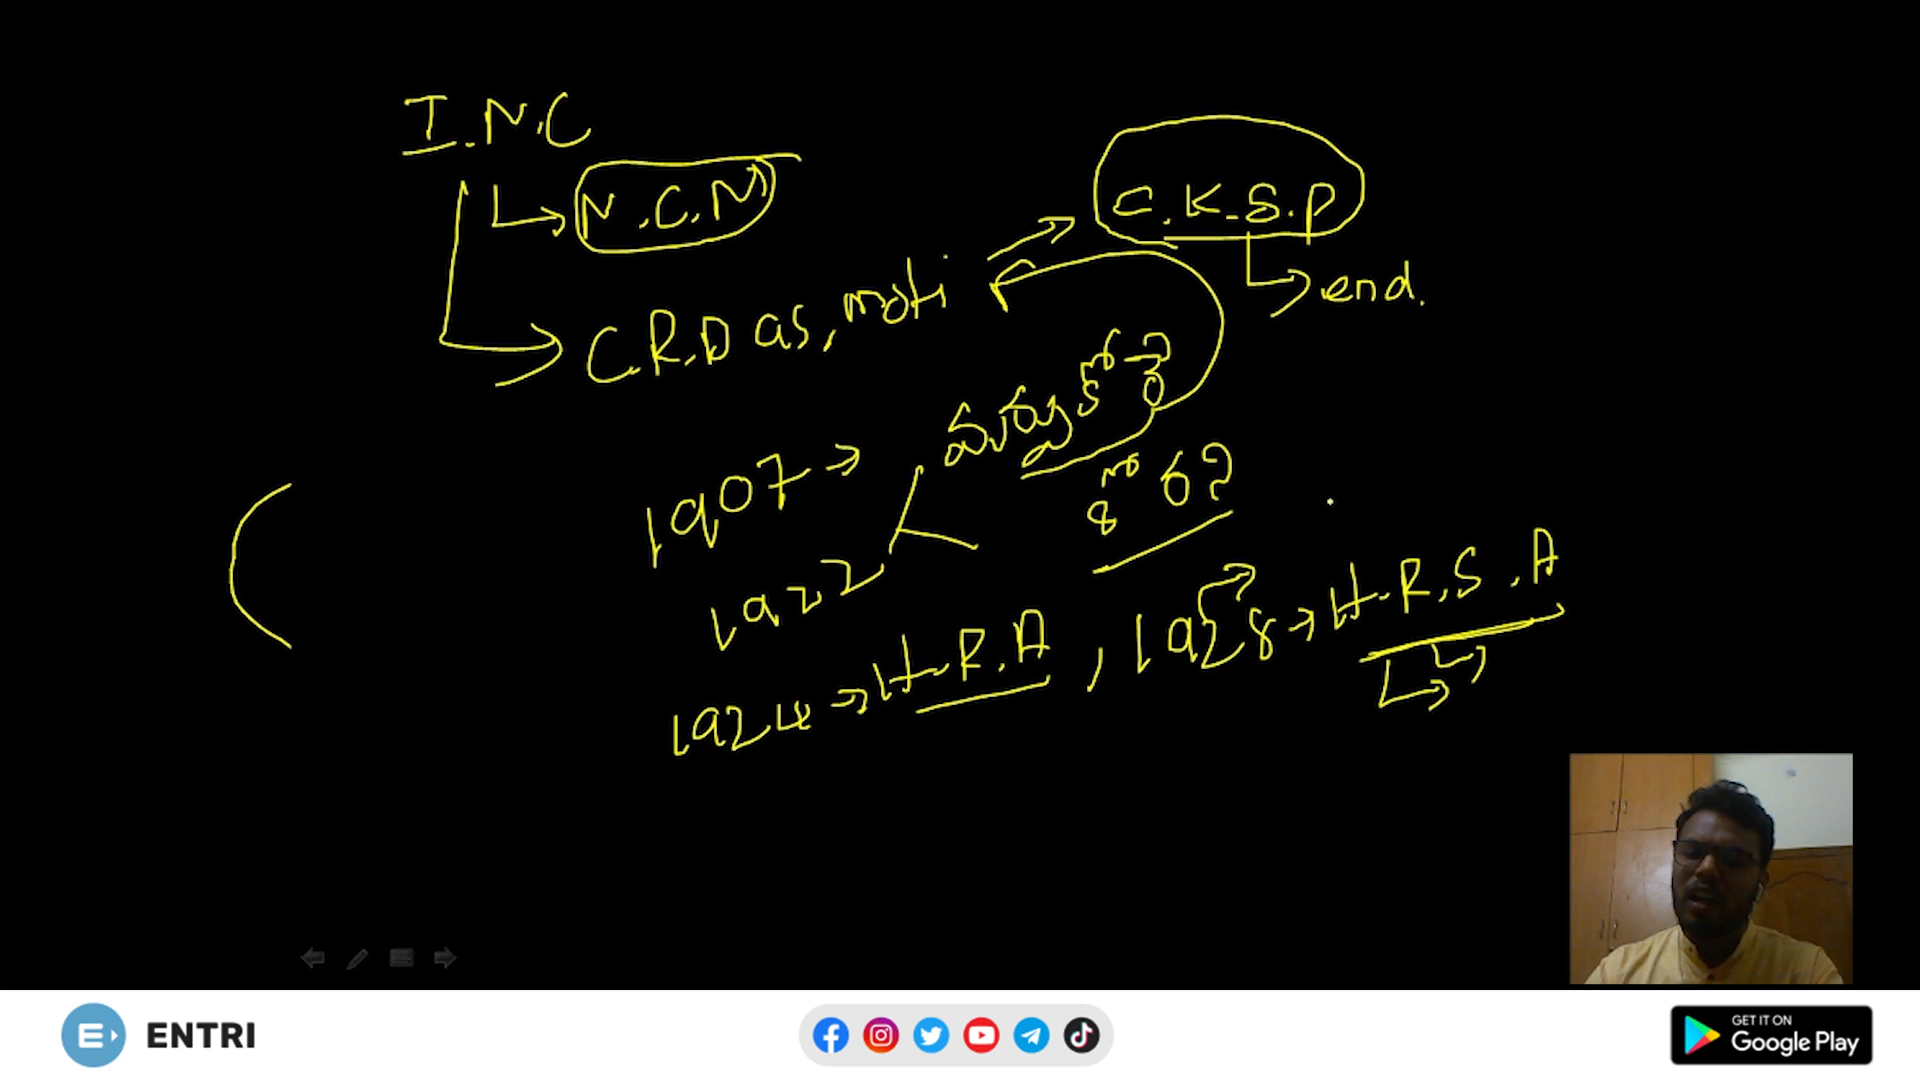 I.N.C
N.C.M
C.K.S.P
end.
C.R.Das, moti
1907 →
1922
1924 → H.R.A , 1928 → H.R.S.A
ENTRI
GET IT ON
Google Play